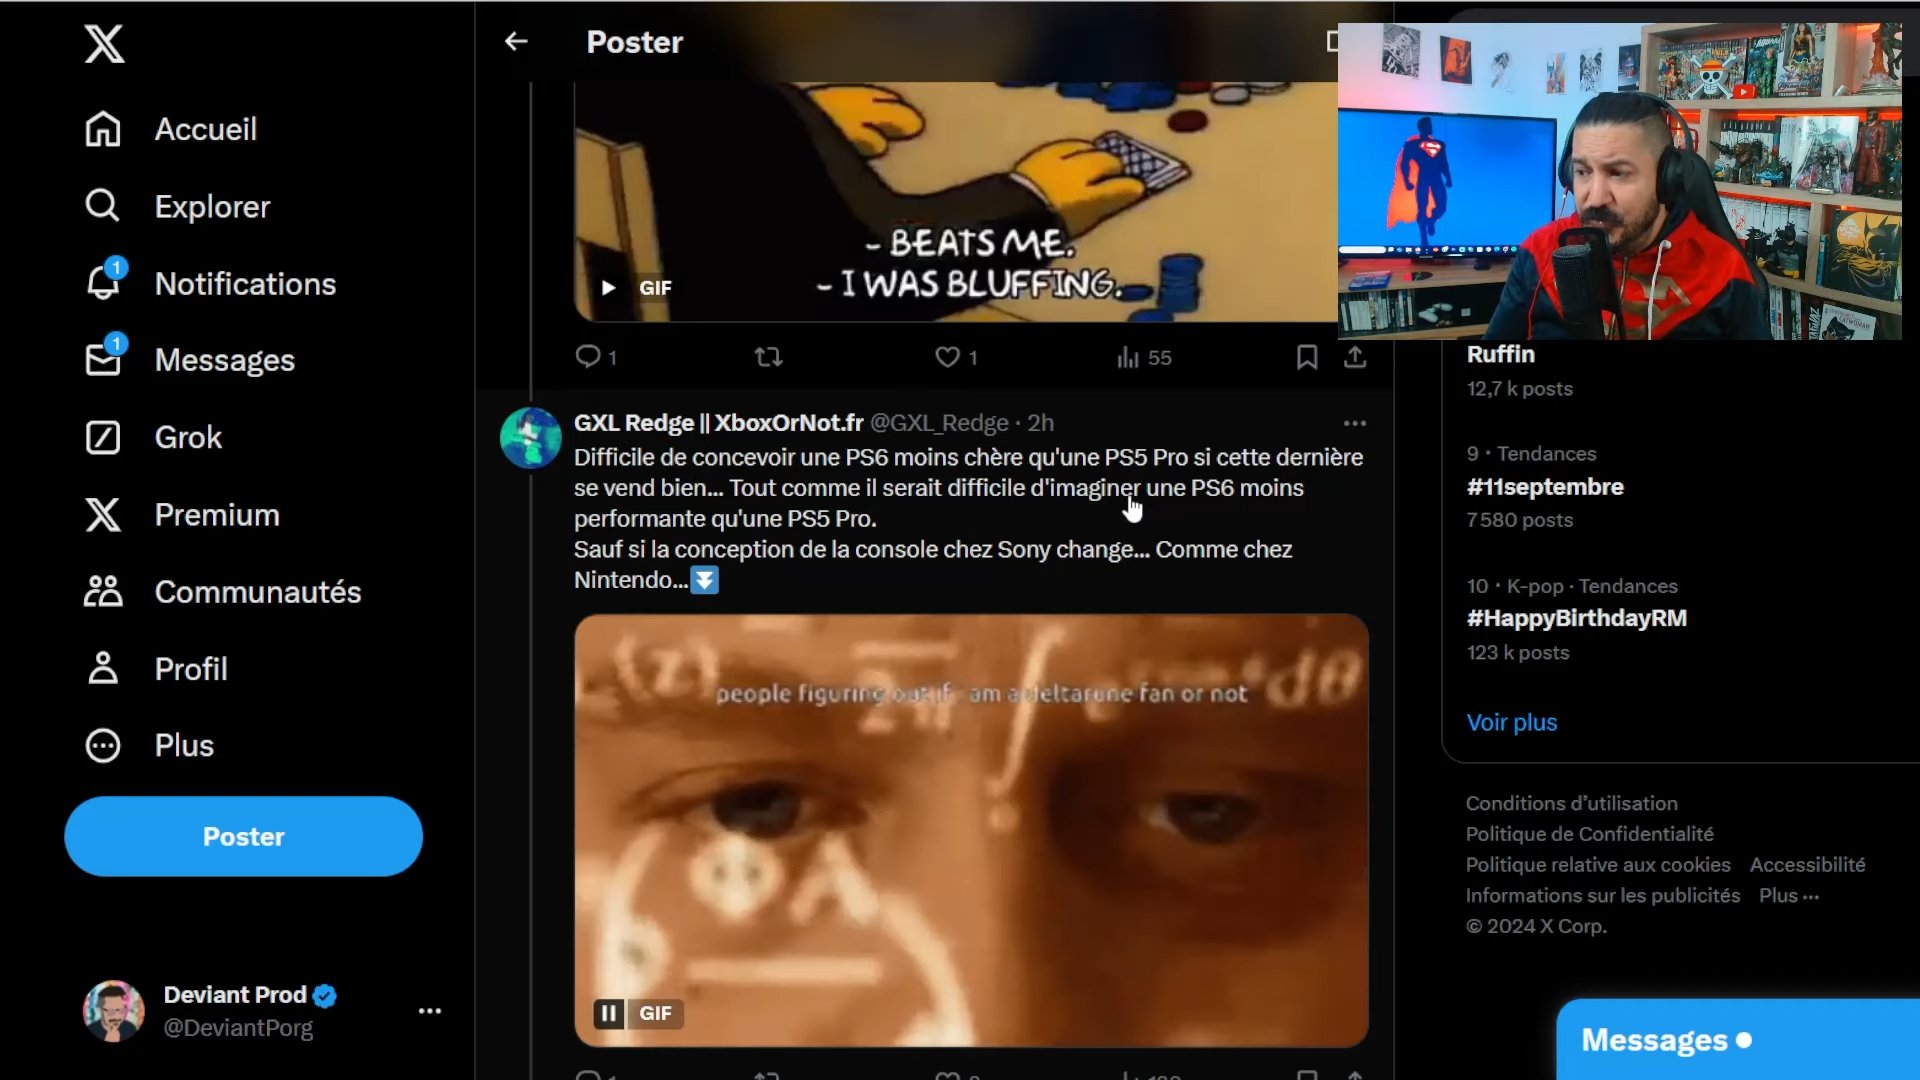 Poster
Accueil
Explorer
1
Notifications
1
Messages
Grok
Premium
Communautés
Profil
Plus
Poster
Deviant Prod
@DeviantPorg
- BEATS ME.
- I WAS BLUFFING.
GIF
1
1
55
GXL Redge || XboxOrNot.fr @GXL_Redge · 2h
Difficile de concevoir une PS6 moins chère qu'une PS5 Pro si cette dernière
se vend bien... Tout comme il serait difficile d'imaginer une PS6 moins
performante qu'une PS5 Pro.
Sauf si la conception de la console chez Sony change... Comme chez
Nintendo...
people figuring out if am a deltarune fan or not
GIF
Ruffin
12,7 k posts
9 · Tendances
#11septembre
7 580 posts
10 · K-pop · Tendances
#HappyBirthdayRM
123 k posts
Voir plus
Conditions d'utilisation
Politique de Confidentialité
Politique relative aux cookies Accessibilité
Informations sur les publicités Plus ···
© 2024 X Corp.
Messages